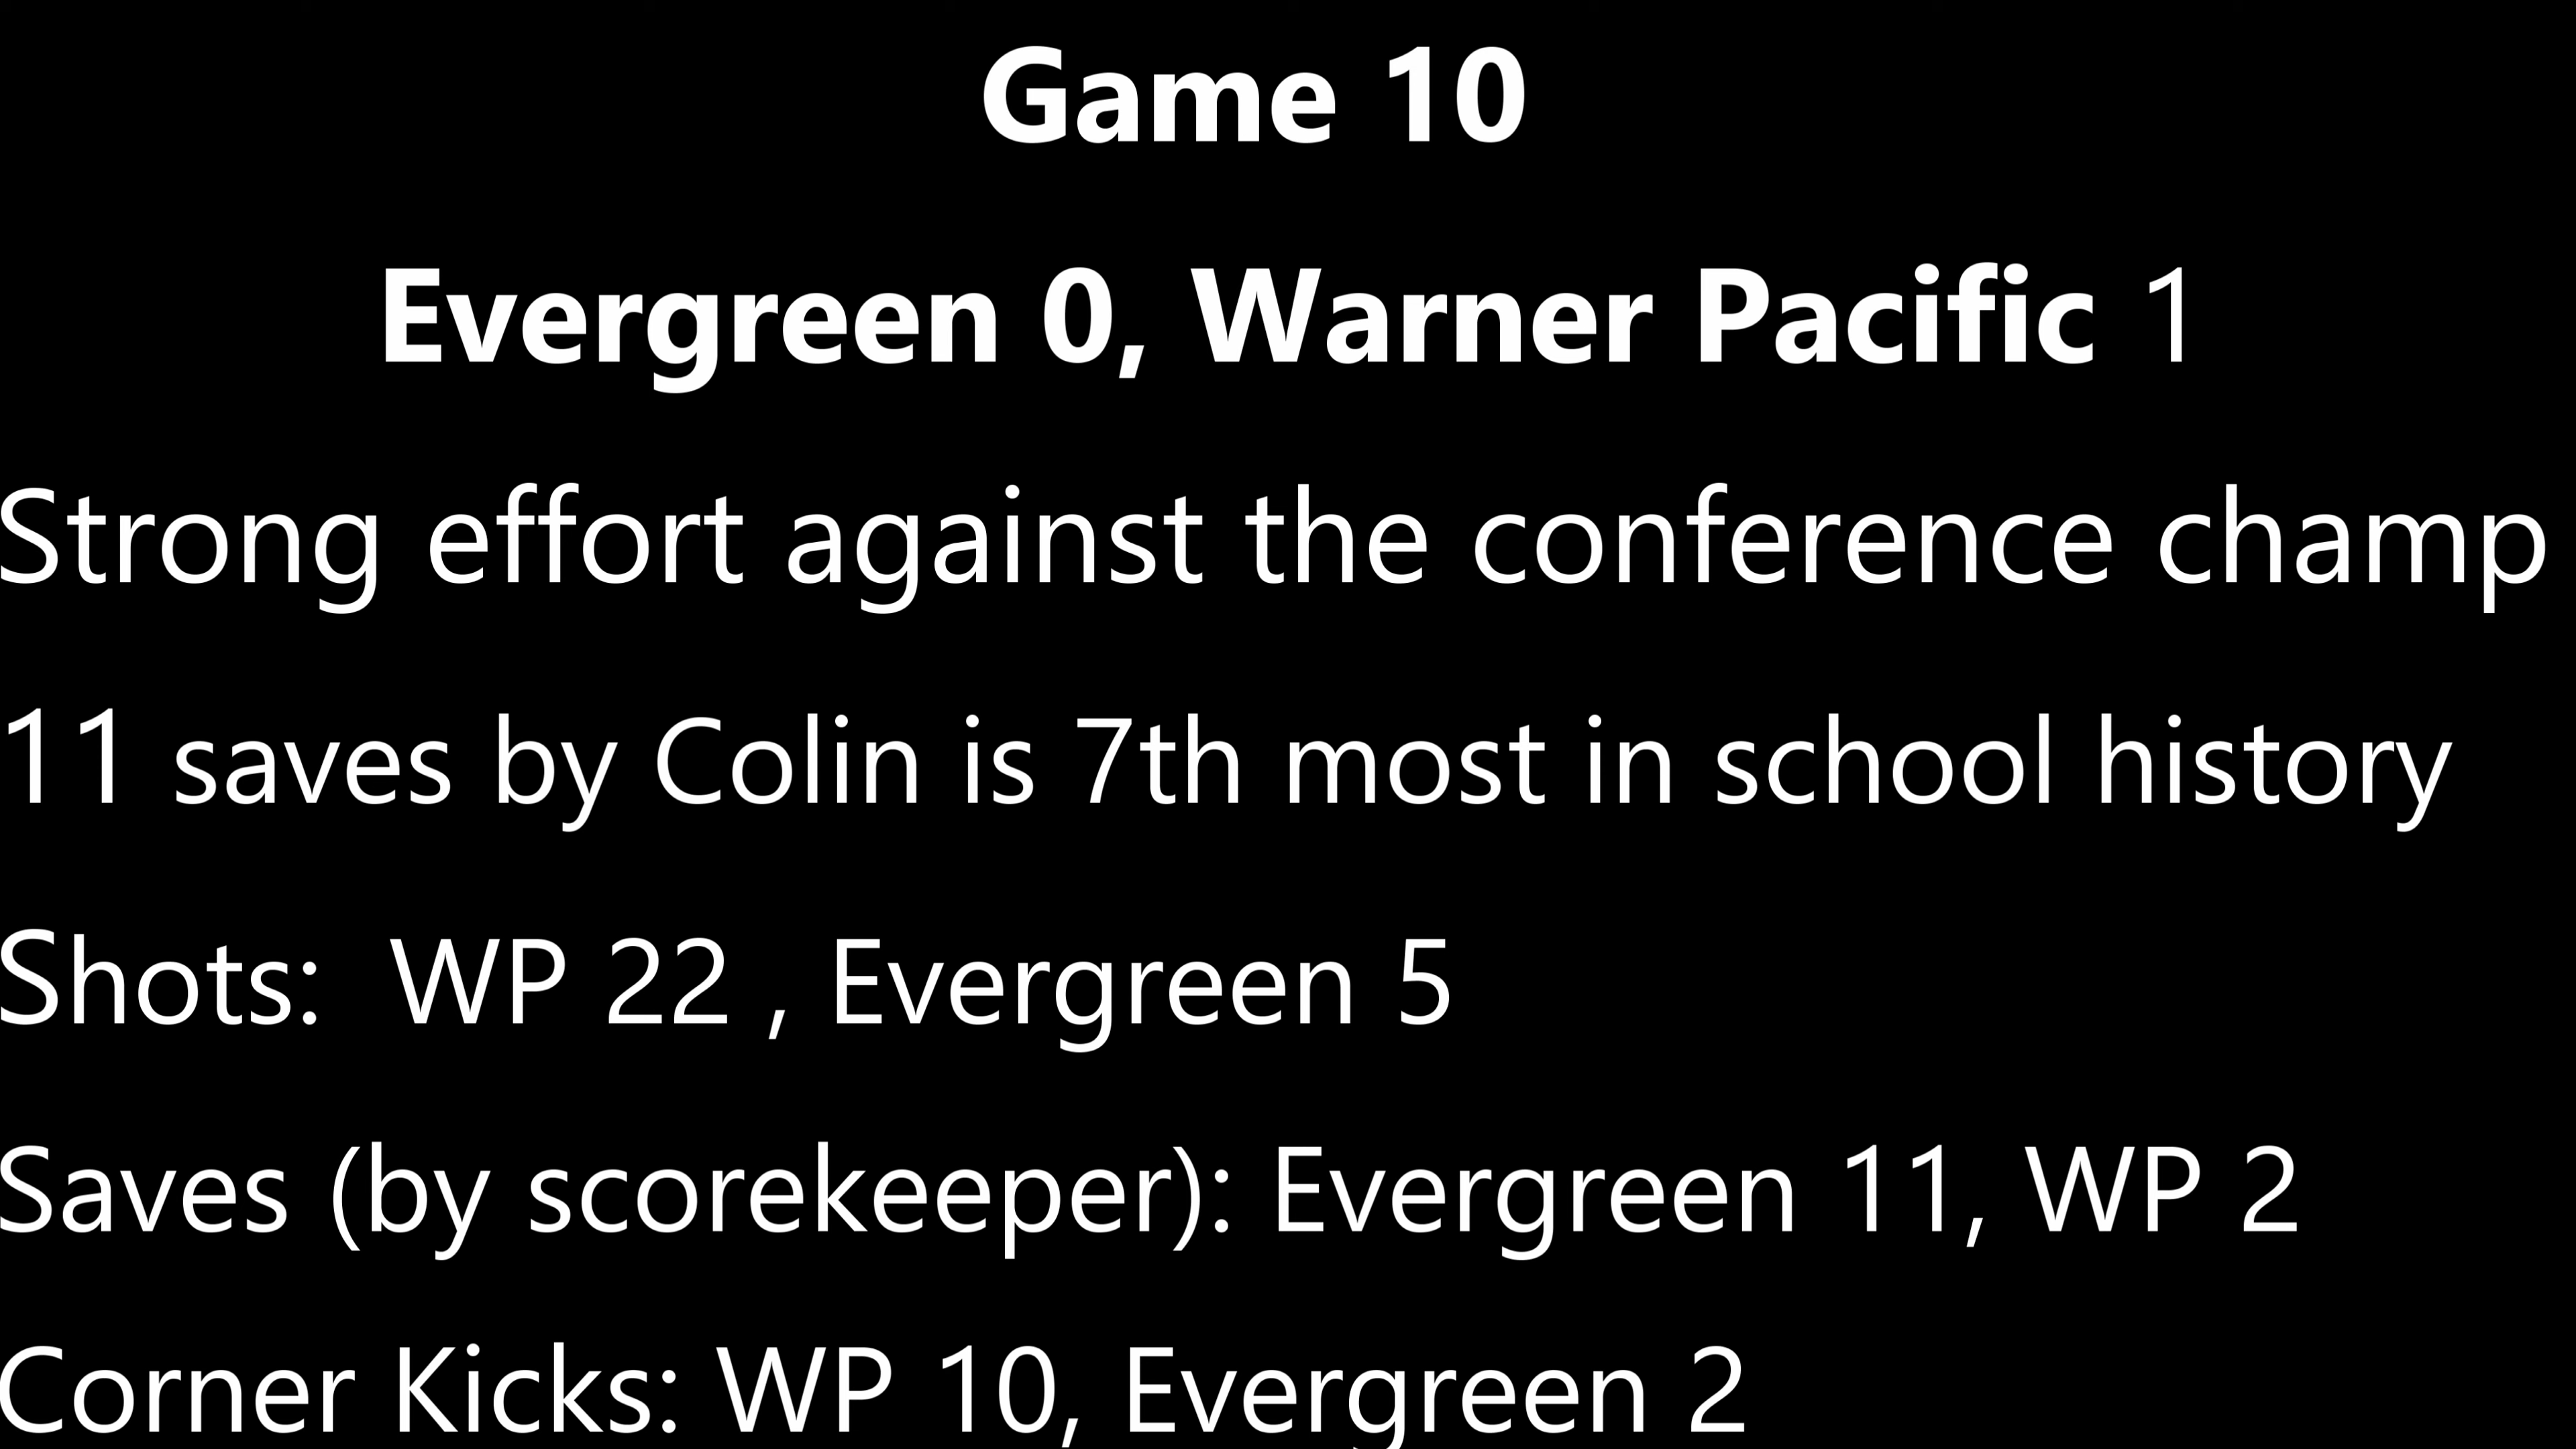 Game 10
Evergreen 0, Warner Pacific 1
Strong effort against the conference champ
11 saves by Colin is 7th most in school history
Shots:  WP 22 , Evergreen 5
Saves (by scorekeeper): Evergreen 11, WP 2
Corner Kicks: WP 10, Evergreen 2